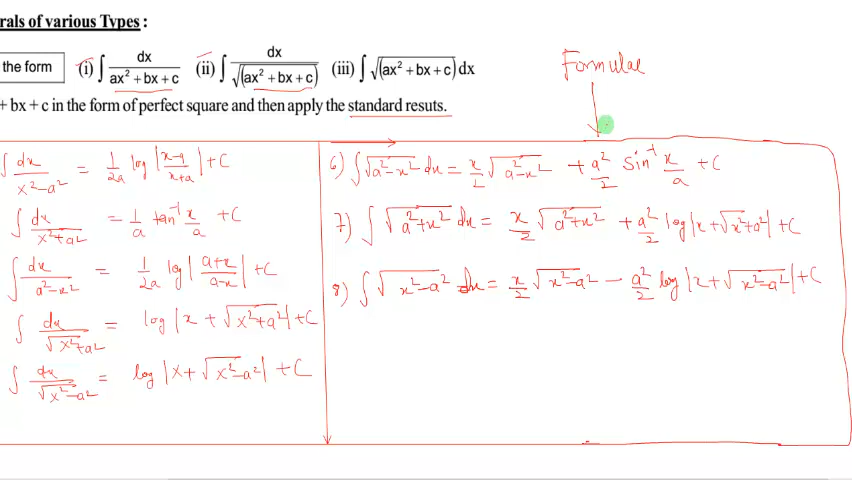 rals of various Types :
the form (i) ∫ dx / (ax² + bx + c) (ii) ∫ dx / √(ax² + bx + c) (iii) ∫ √(ax² + bx + c) dx
+ bx + c in the form of perfect square and then apply the standard resuts.
Formulae
∫ dx / (x² - a²) = 1/2a log |(x-a)/(x+a)| + C
∫ dx / (x² + a²) = 1/a tan⁻¹ x/a + C
∫ dx / (a² - x²) = 1/2a log |(a+x)/(a-x)| + C
∫ dx / √(x² + a²) = log |x + √(x² + a²)| + C
∫ dx / √(x² - a²) = log |x + √(x² - a²)| + C
6) ∫ √(a² - x²) dx = x/2 √(a² - x²) + a²/2 sin⁻¹ x/a + C
7) ∫ √(a² + x²) dx = x/2 √(a² + x²) + a²/2 log |x + √(x² + a²)| + C
8) ∫ √(x² - a²) dx = x/2 √(x² - a²) - a²/2 log |x + √(x² - a²)| + C